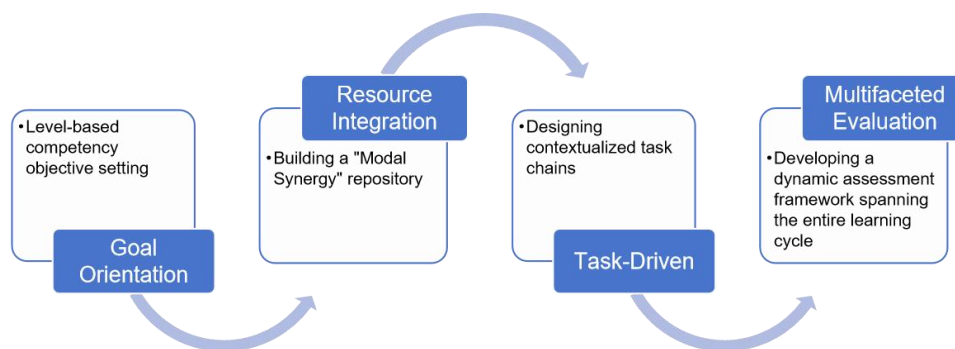 •Level-based
competency
objective setting
Goal
Orientation
Resource
Integration
•Building a "Modal
Synergy" repository
•Designing
contextualized task
chains
Task-Driven
Multifaceted
Evaluation
•Developing a
dynamic assessment
framework spanning
the entire learning
cycle